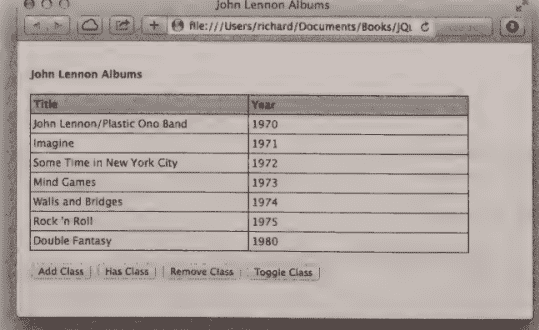 John Lennon Albums
file:///Users/richard/Documents/Books/JQu
John Lennon Albums
Title Year
John Lennon/Plastic Ono Band 1970
Imagine 1971
Some Time in New York City 1972
Mind Games 1973
Walls and Bridges 1974
Rock 'n Roll 1975
Double Fantasy 1980
Add Class Has Class Remove Class Toggle Class